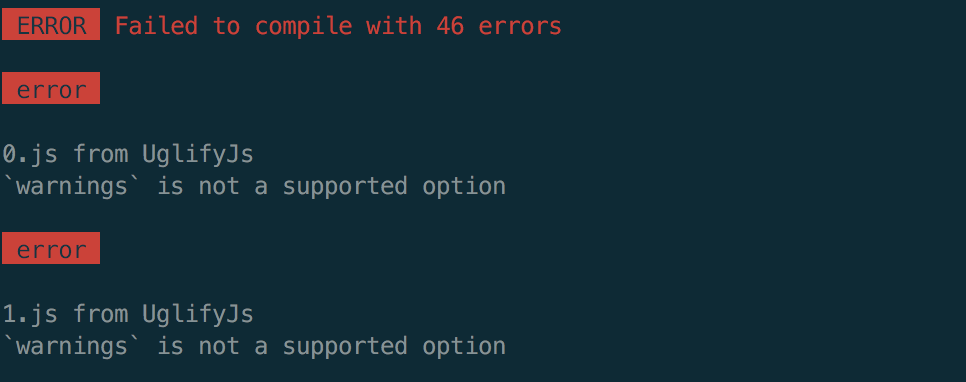 ERROR Failed to compile with 46 errors
error
0.js from UglifyJs
`warnings` is not a supported option
error
1.js from UglifyJs
`warnings` is not a supported option